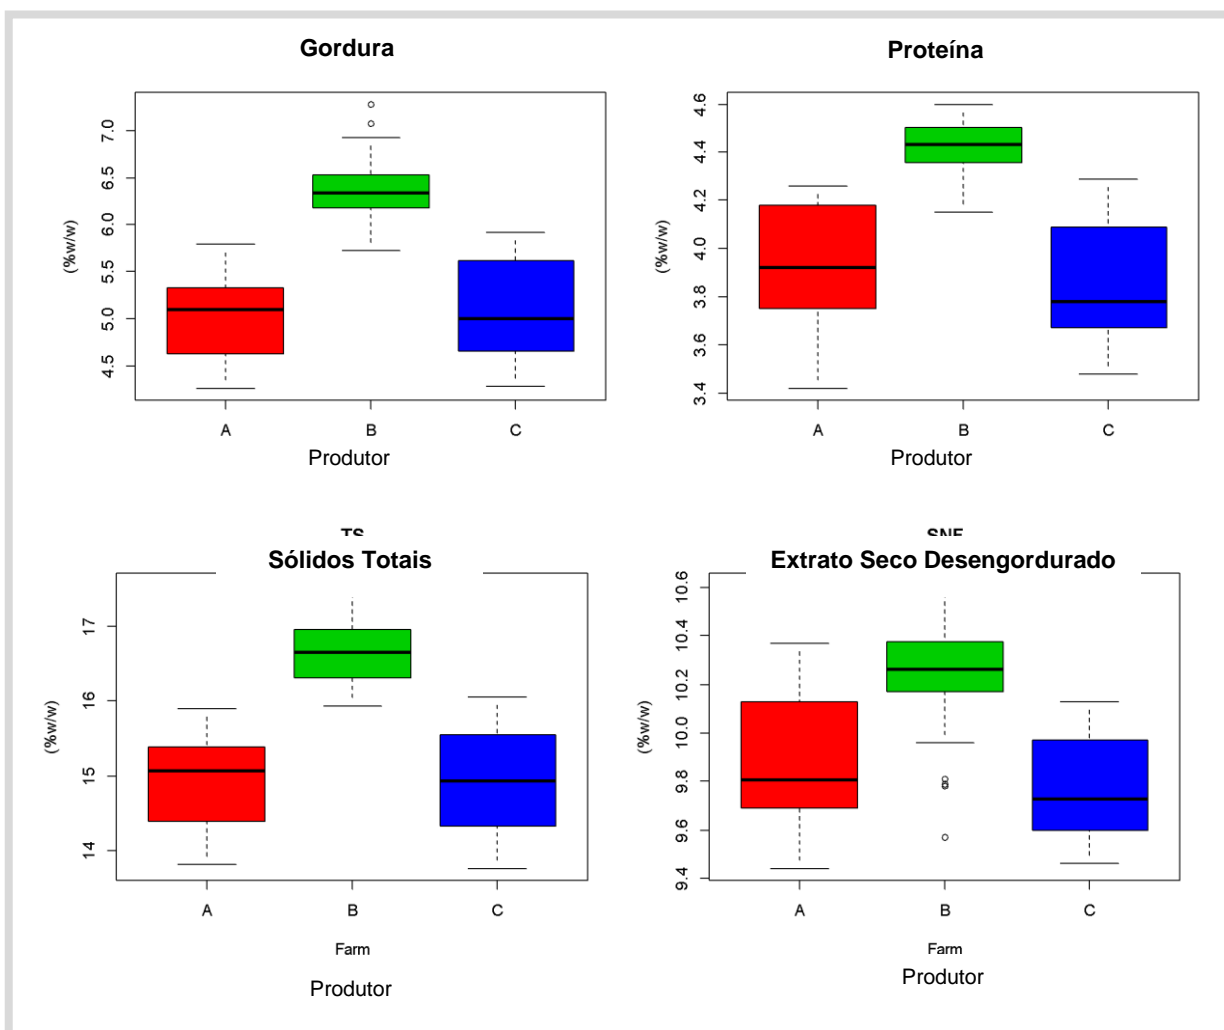 Gordura
(%w/w)
7.0
6.5
6.0
5.5
5.0
4.5
A B C
Produtor
Proteína
(%w/w)
4.6
4.4
4.2
4.0
3.8
3.6
3.4
A B C
Produtor
TS
Sólidos Totais
(%w/w)
17
16
15
14
A B C
Farm
Produtor
SNF
Extrato Seco Desengordurado
(%w/w)
10.6
10.4
10.2
10.0
9.8
9.6
9.4
A B C
Farm
Produtor